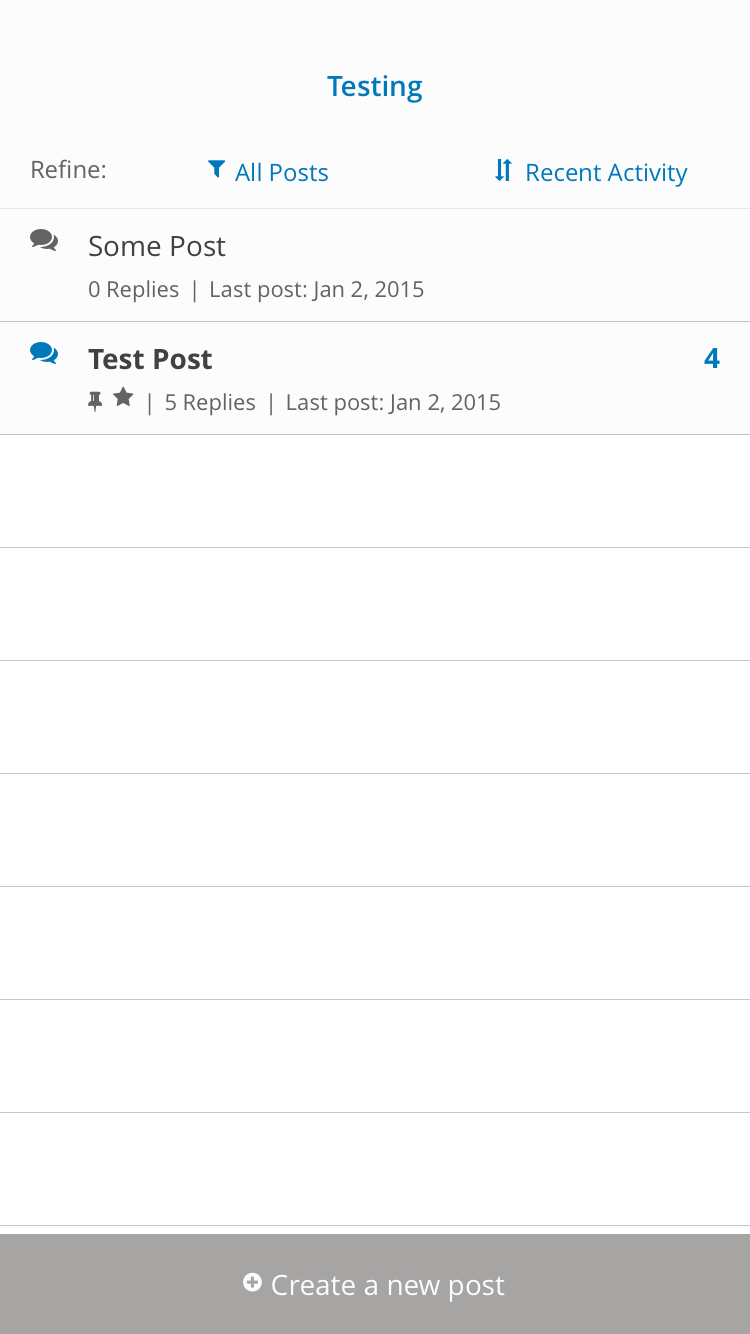 Testing
Refine: All Posts Recent Activity
Some Post
0 Replies | Last post: Jan 2, 2015
Test Post 4
| 5 Replies | Last post: Jan 2, 2015
Create a new post